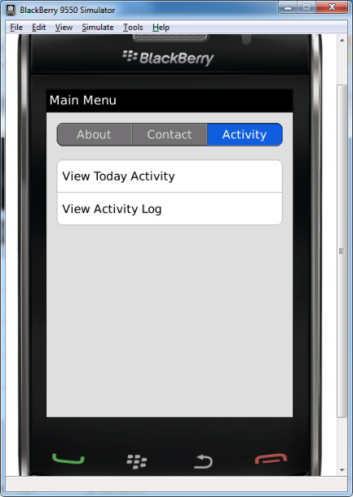 BlackBerry 9550 Simulator
File Edit View Simulate Tools Help
BlackBerry
Main Menu
About Contact Activity
View Today Activity
View Activity Log